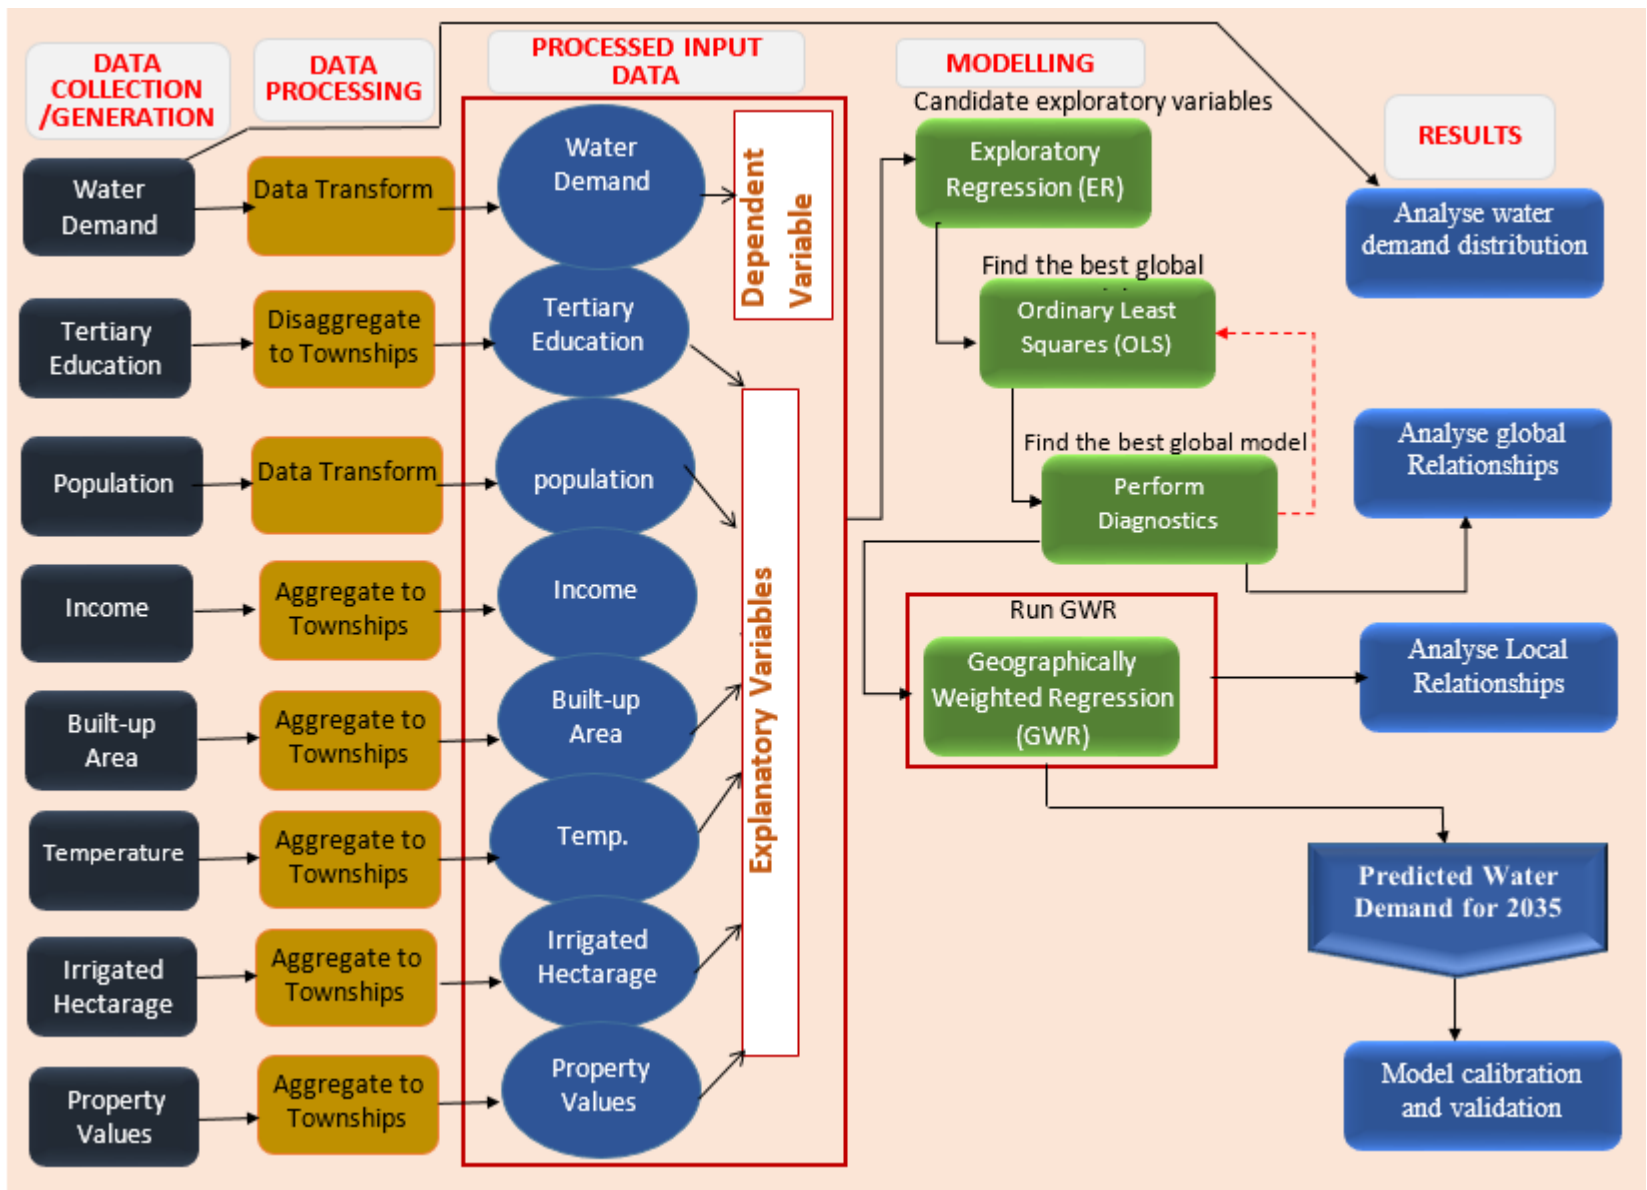 DATA
COLLECTION
/GENERATION
DATA
PROCESSING
PROCESSED INPUT
DATA
MODELLING
RESULTS
Water
Demand
Tertiary
Education
Population
Income
Built-up
Area
Temperature
Irrigated
Hectarage
Property
Values
Data Transform
Disaggregate
to Townships
Data Transform
Aggregate to
Townships
Aggregate to
Townships
Aggregate to
Townships
Aggregate to
Townships
Aggregate to
Townships
Water
Demand
Tertiary
Education
population
Income
Built-up
Area
Temp.
Irrigated
Hectarage
Property
Values
Dependent
Variable
Explanatory Variables
Candidate exploratory variables
Exploratory
Regression (ER)
Find the best global
Ordinary Least
Squares (OLS)
Find the best global model
Perform
Diagnostics
Run GWR
Geographically
Weighted Regression
(GWR)
Analyse water
demand distribution
Analyse global
Relationships
Analyse Local
Relationships
Predicted Water
Demand for 2035
Model calibration
and validation